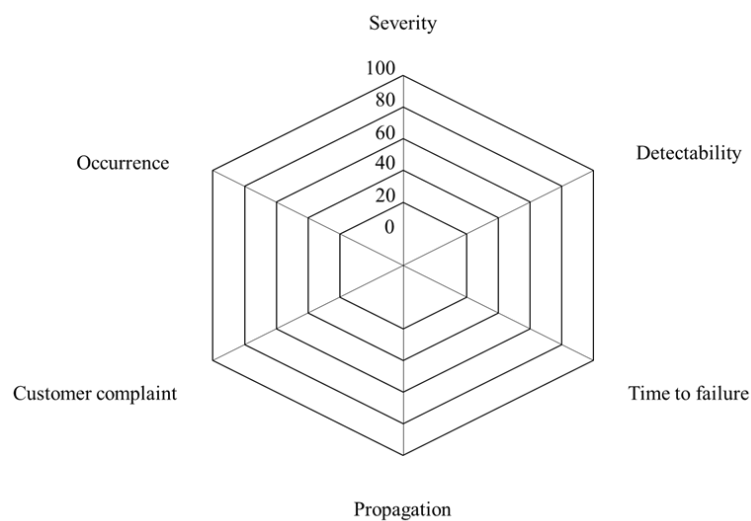 Severity
100
80
60
40
20
0
Occurrence
Detectability
Customer complaint
Time to failure
Propagation